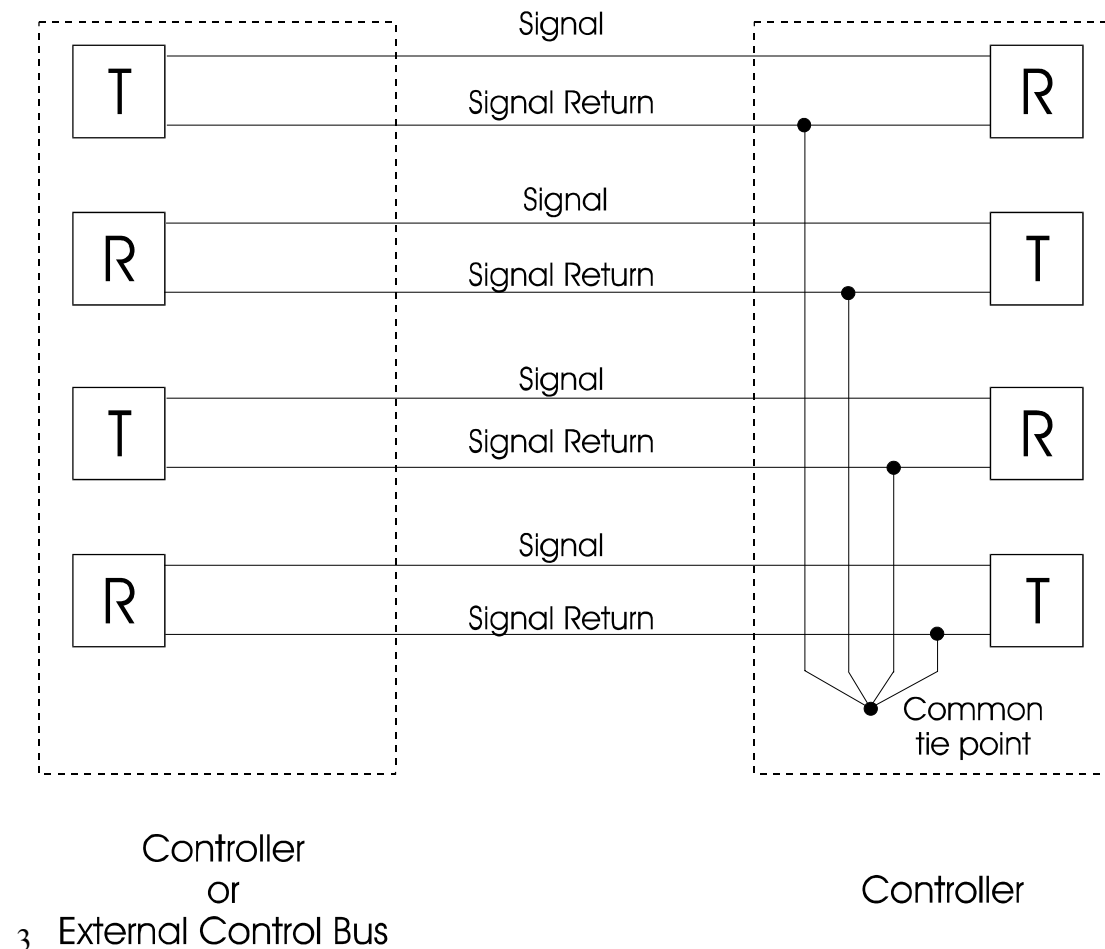 Signal
T
R
Signal Return
Signal
R
T
Signal Return
Signal
T
R
Signal Return
Signal
R
T
Signal Return
Common
tie point
Controller
or
External Control Bus
Controller
3